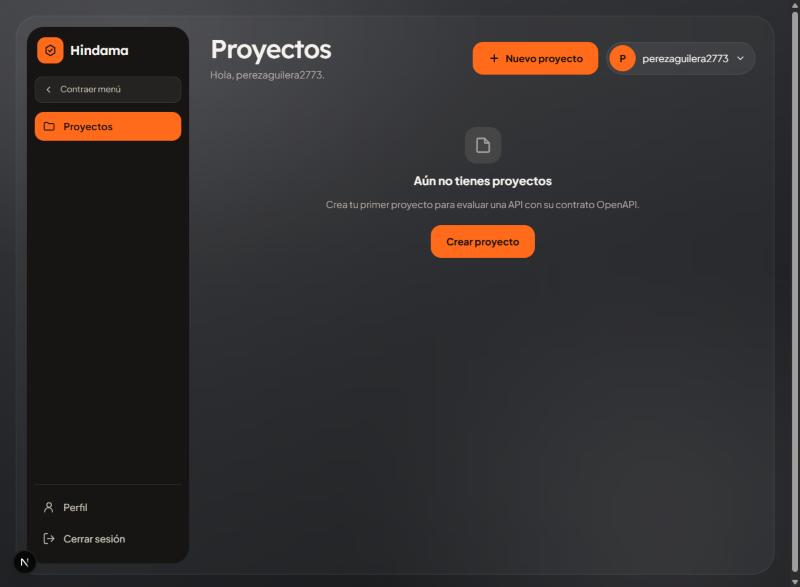 Hindama
Contraer menú
Proyectos
Perfil
Cerrar sesión
N
Proyectos
Hola, perezaguilera2773.
Nuevo proyecto
P
perezaguilera2773
Aún no tienes proyectos
Crea tu primer proyecto para evaluar una API con su contrato OpenAPI.
Crear proyecto